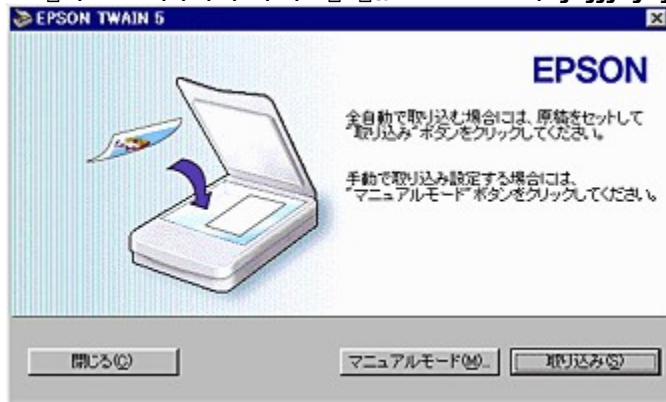 EPSON TWAIN 5
EPSON
全自動で取り込む場合には、原稿をセットして
"取り込み"ボタンをクリックしてください。
手動で取り込み設定する場合には、
"マニュアルモード"ボタンをクリックしてください。
閉じる(C)
マニュアルモード(M)...
取り込み(S)